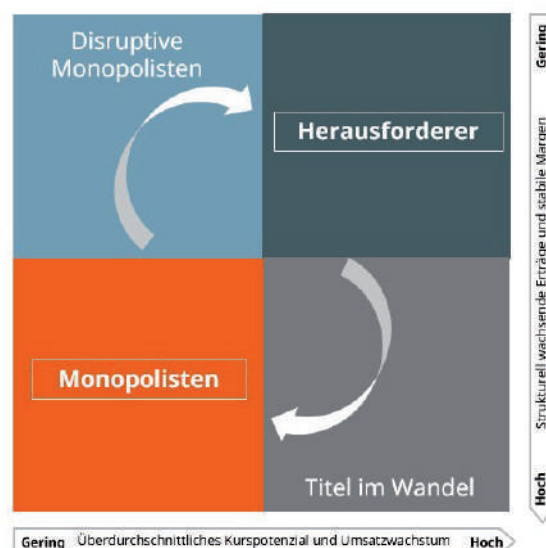 Disruptive
Monopolisten
Herausforderer
Monopolisten
Titel im Wandel
Gering Überdurchschnittliches Kurspotenzial und Umsatzwachstum Hoch
Hoch Strukturell wachsende Erträge und stabile Margen Gering